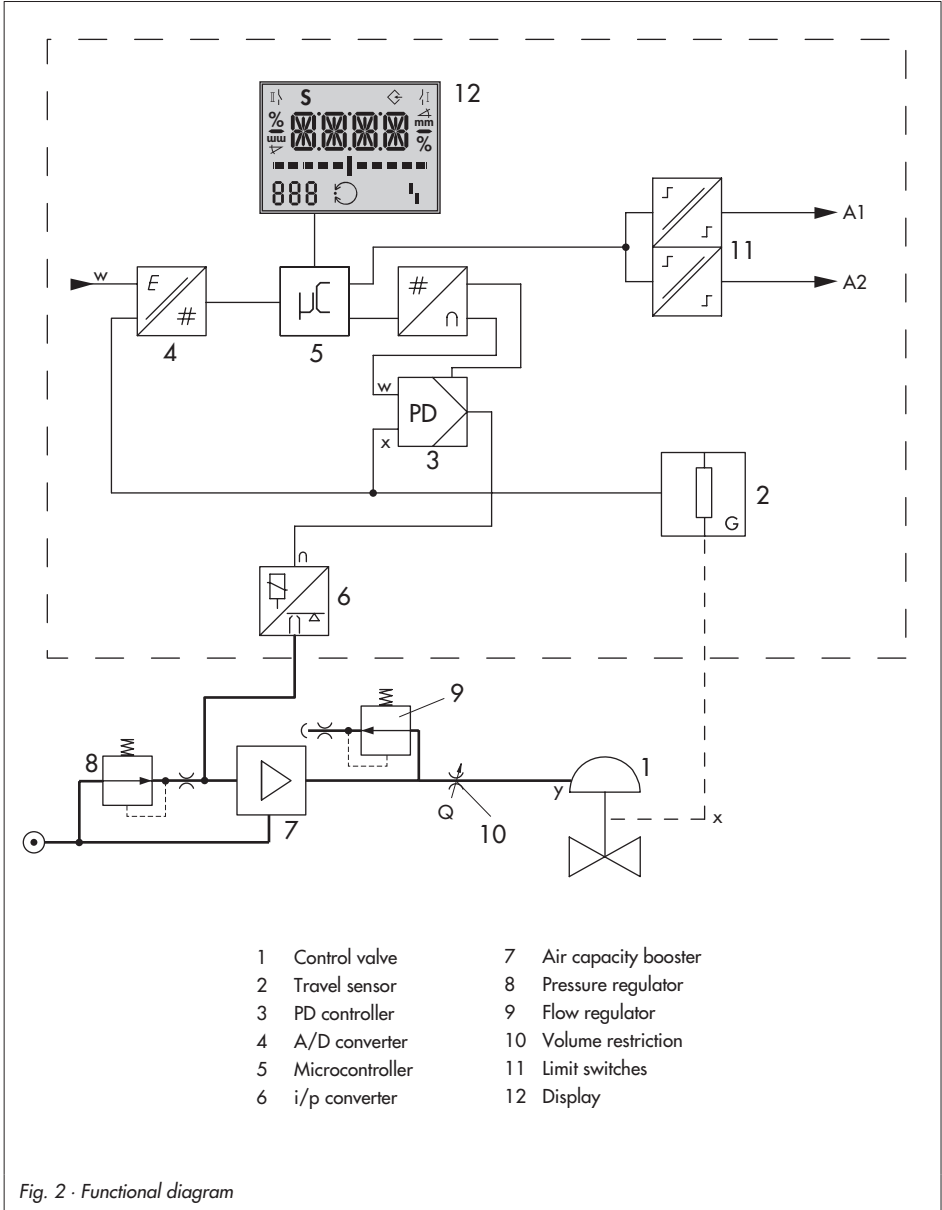 12
S
%
mm
mm
%
888
A1
11
A2
w
E
#
4
µC
5
#
∩
w
PD
x
3
2
G
∩
6
9
8
1
y
Q
10
7
x
1 Control valve
2 Travel sensor
3 PD controller
4 A/D converter
5 Microcontroller
6 i/p converter
7 Air capacity booster
8 Pressure regulator
9 Flow regulator
10 Volume restriction
11 Limit switches
12 Display
Fig. 2 · Functional diagram